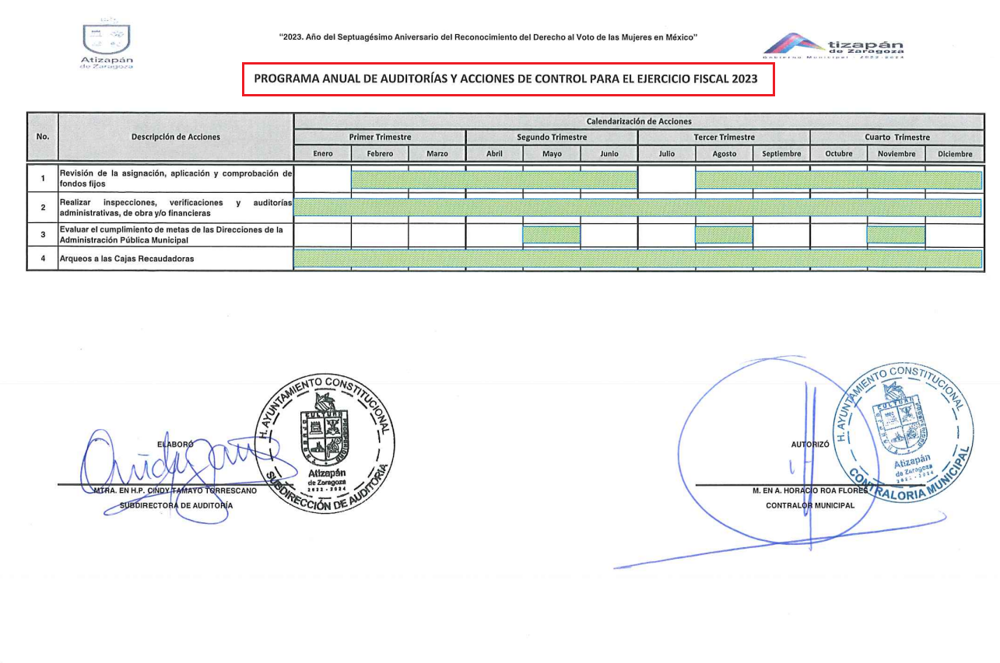 Atizapán
de Zaragoza
"2023. Año del Septuagésimo Aniversario del Reconocimiento del Derecho al Voto de las Mujeres en México"
tizapán
de Zaragoza
Gobierno Municipal - 2022-2024
PROGRAMA ANUAL DE AUDITORÍAS Y ACCIONES DE CONTROL PARA EL EJERCICIO FISCAL 2023
No.
Descripción de Acciones
Calendarización de Acciones
Primer Trimestre
Segundo Trimestre
Tercer Trimestre
Cuarto Trimestre
Enero
Febrero
Marzo
Abril
Mayo
Junio
Julio
Agosto
Septiembre
Octubre
Noviembre
Diciembre
1
Revisión de la asignación, aplicación y comprobación de
fondos fijos
2
Realizar inspecciones, verificaciones y auditorías
administrativas, de obra y/o financieras
3
Evaluar el cumplimiento de metas de las Direcciones de la
Administración Pública Municipal
4
Arqueos a las Cajas Recaudadoras
ELABORÓ
MTRA. EN H.P. CINDY TAMAYO TORRESCANO
SUBDIRECTORA DE AUDITORÍA
H. AYUNTAMIENTO CONSTITUCIONAL
CULTURA
Atizapán
de Zaragoza
2022 - 2024
SUBDIRECCIÓN DE AUDITORIA
AUTORIZÓ
M. EN A. HORACIO ROA FLORES
CONTRALOR MUNICIPAL
H. AYUNTAMIENTO CONSTITUCIONAL
CULTURA
Atizapán
de Zaragoza
2022 - 2024
CONTRALORIA MUNICIPAL